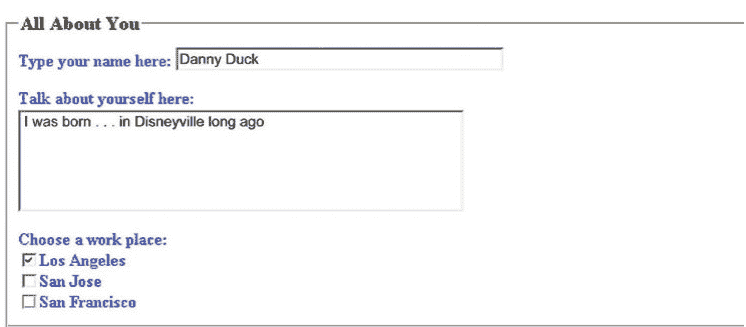 All About You
Type your name here: Danny Duck
Talk about yourself here:
I was born . . . in Disneyville long ago
Choose a work place:
Los Angeles
San Jose
San Francisco